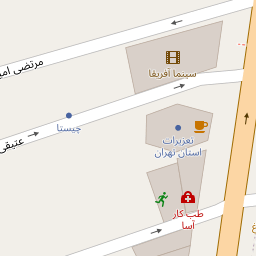 مرتضی امی
سینما آفریقا
چیستا
عتیقی
تعزیرات
استان تهران
طب کار
آسا